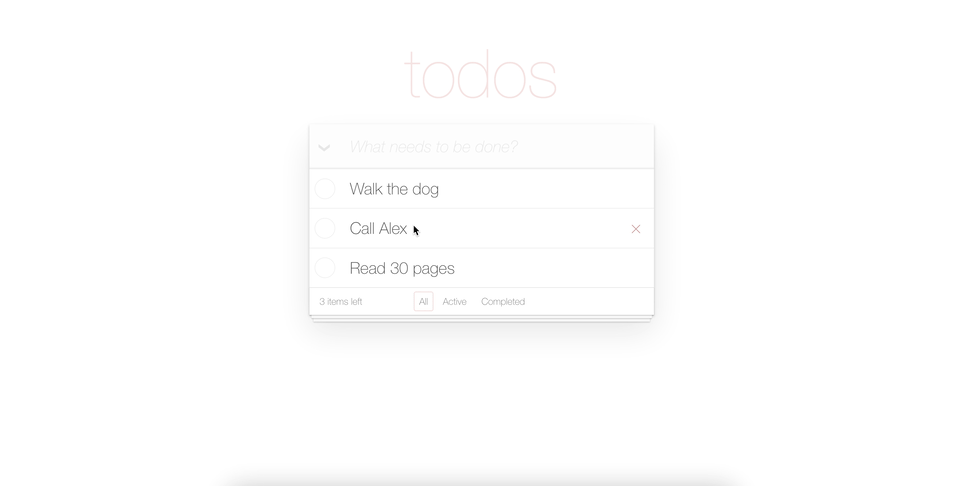 todos
What needs to be done?
Walk the dog
Call Alex
Read 30 pages
3 items left All Active Completed